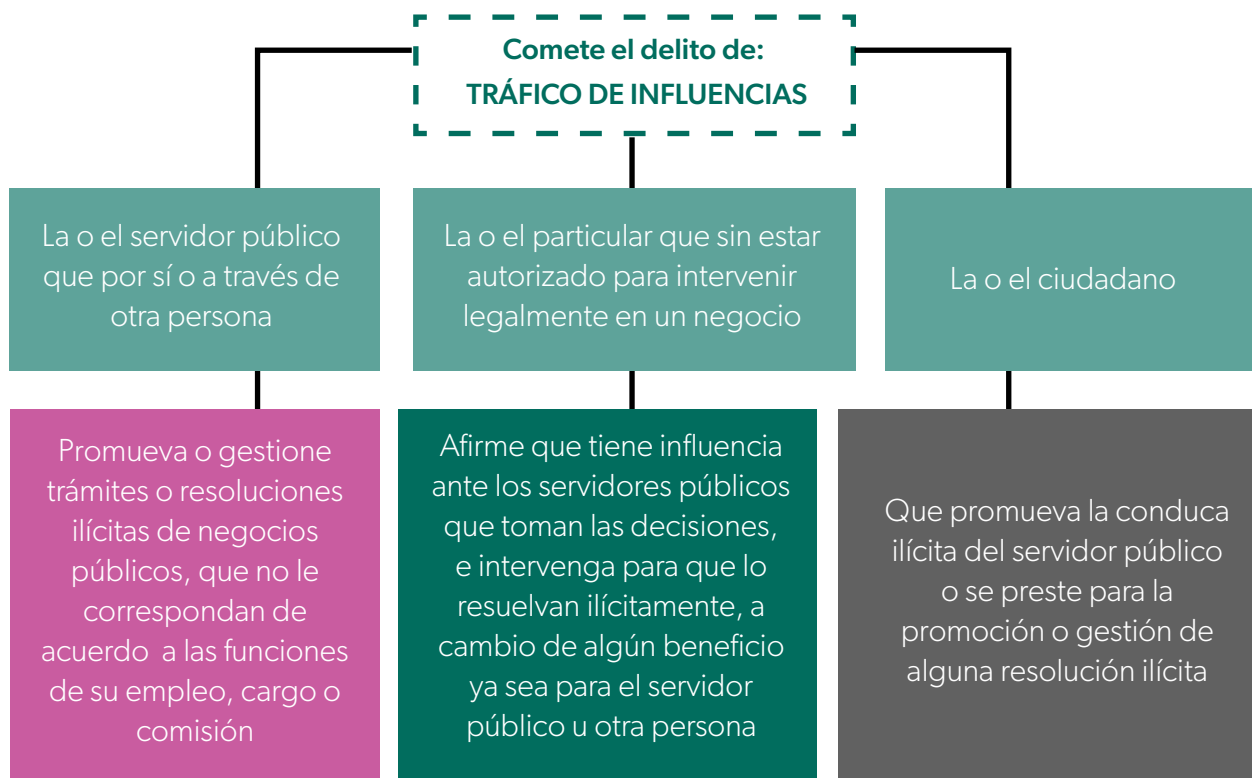 Comete el delito de:
TRÁFICO DE INFLUENCIAS
La o el servidor público
que por sí o a través de
otra persona
La o el particular que sin estar
autorizado para intervenir
legalmente en un negocio
La o el ciudadano
Promueva o gestione
trámites o resoluciones
ilícitas de negocios
públicos, que no le
correspondan de
acuerdo a las funciones
de su empleo, cargo o
comisión
Afirme que tiene influencia
ante los servidores públicos
que toman las decisiones,
e intervenga para que lo
resuelvan ilícitamente, a
cambio de algún beneficio
ya sea para el servidor
público u otra persona
Que promueva la conduca
ilícita del servidor público
o se preste para la
promoción o gestión de
alguna resolución ilícita